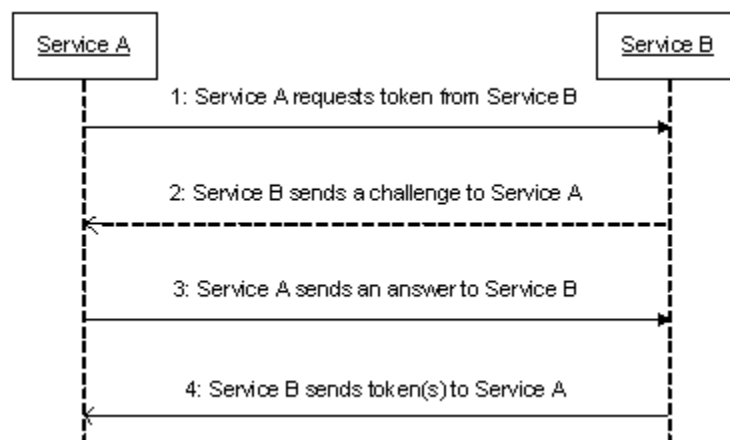 Service A
Service B
1: Service A requests token from Service B
2: Service B sends a challenge to Service A
3: Service A sends an answer to Service B
4: Service B sends token(s) to Service A